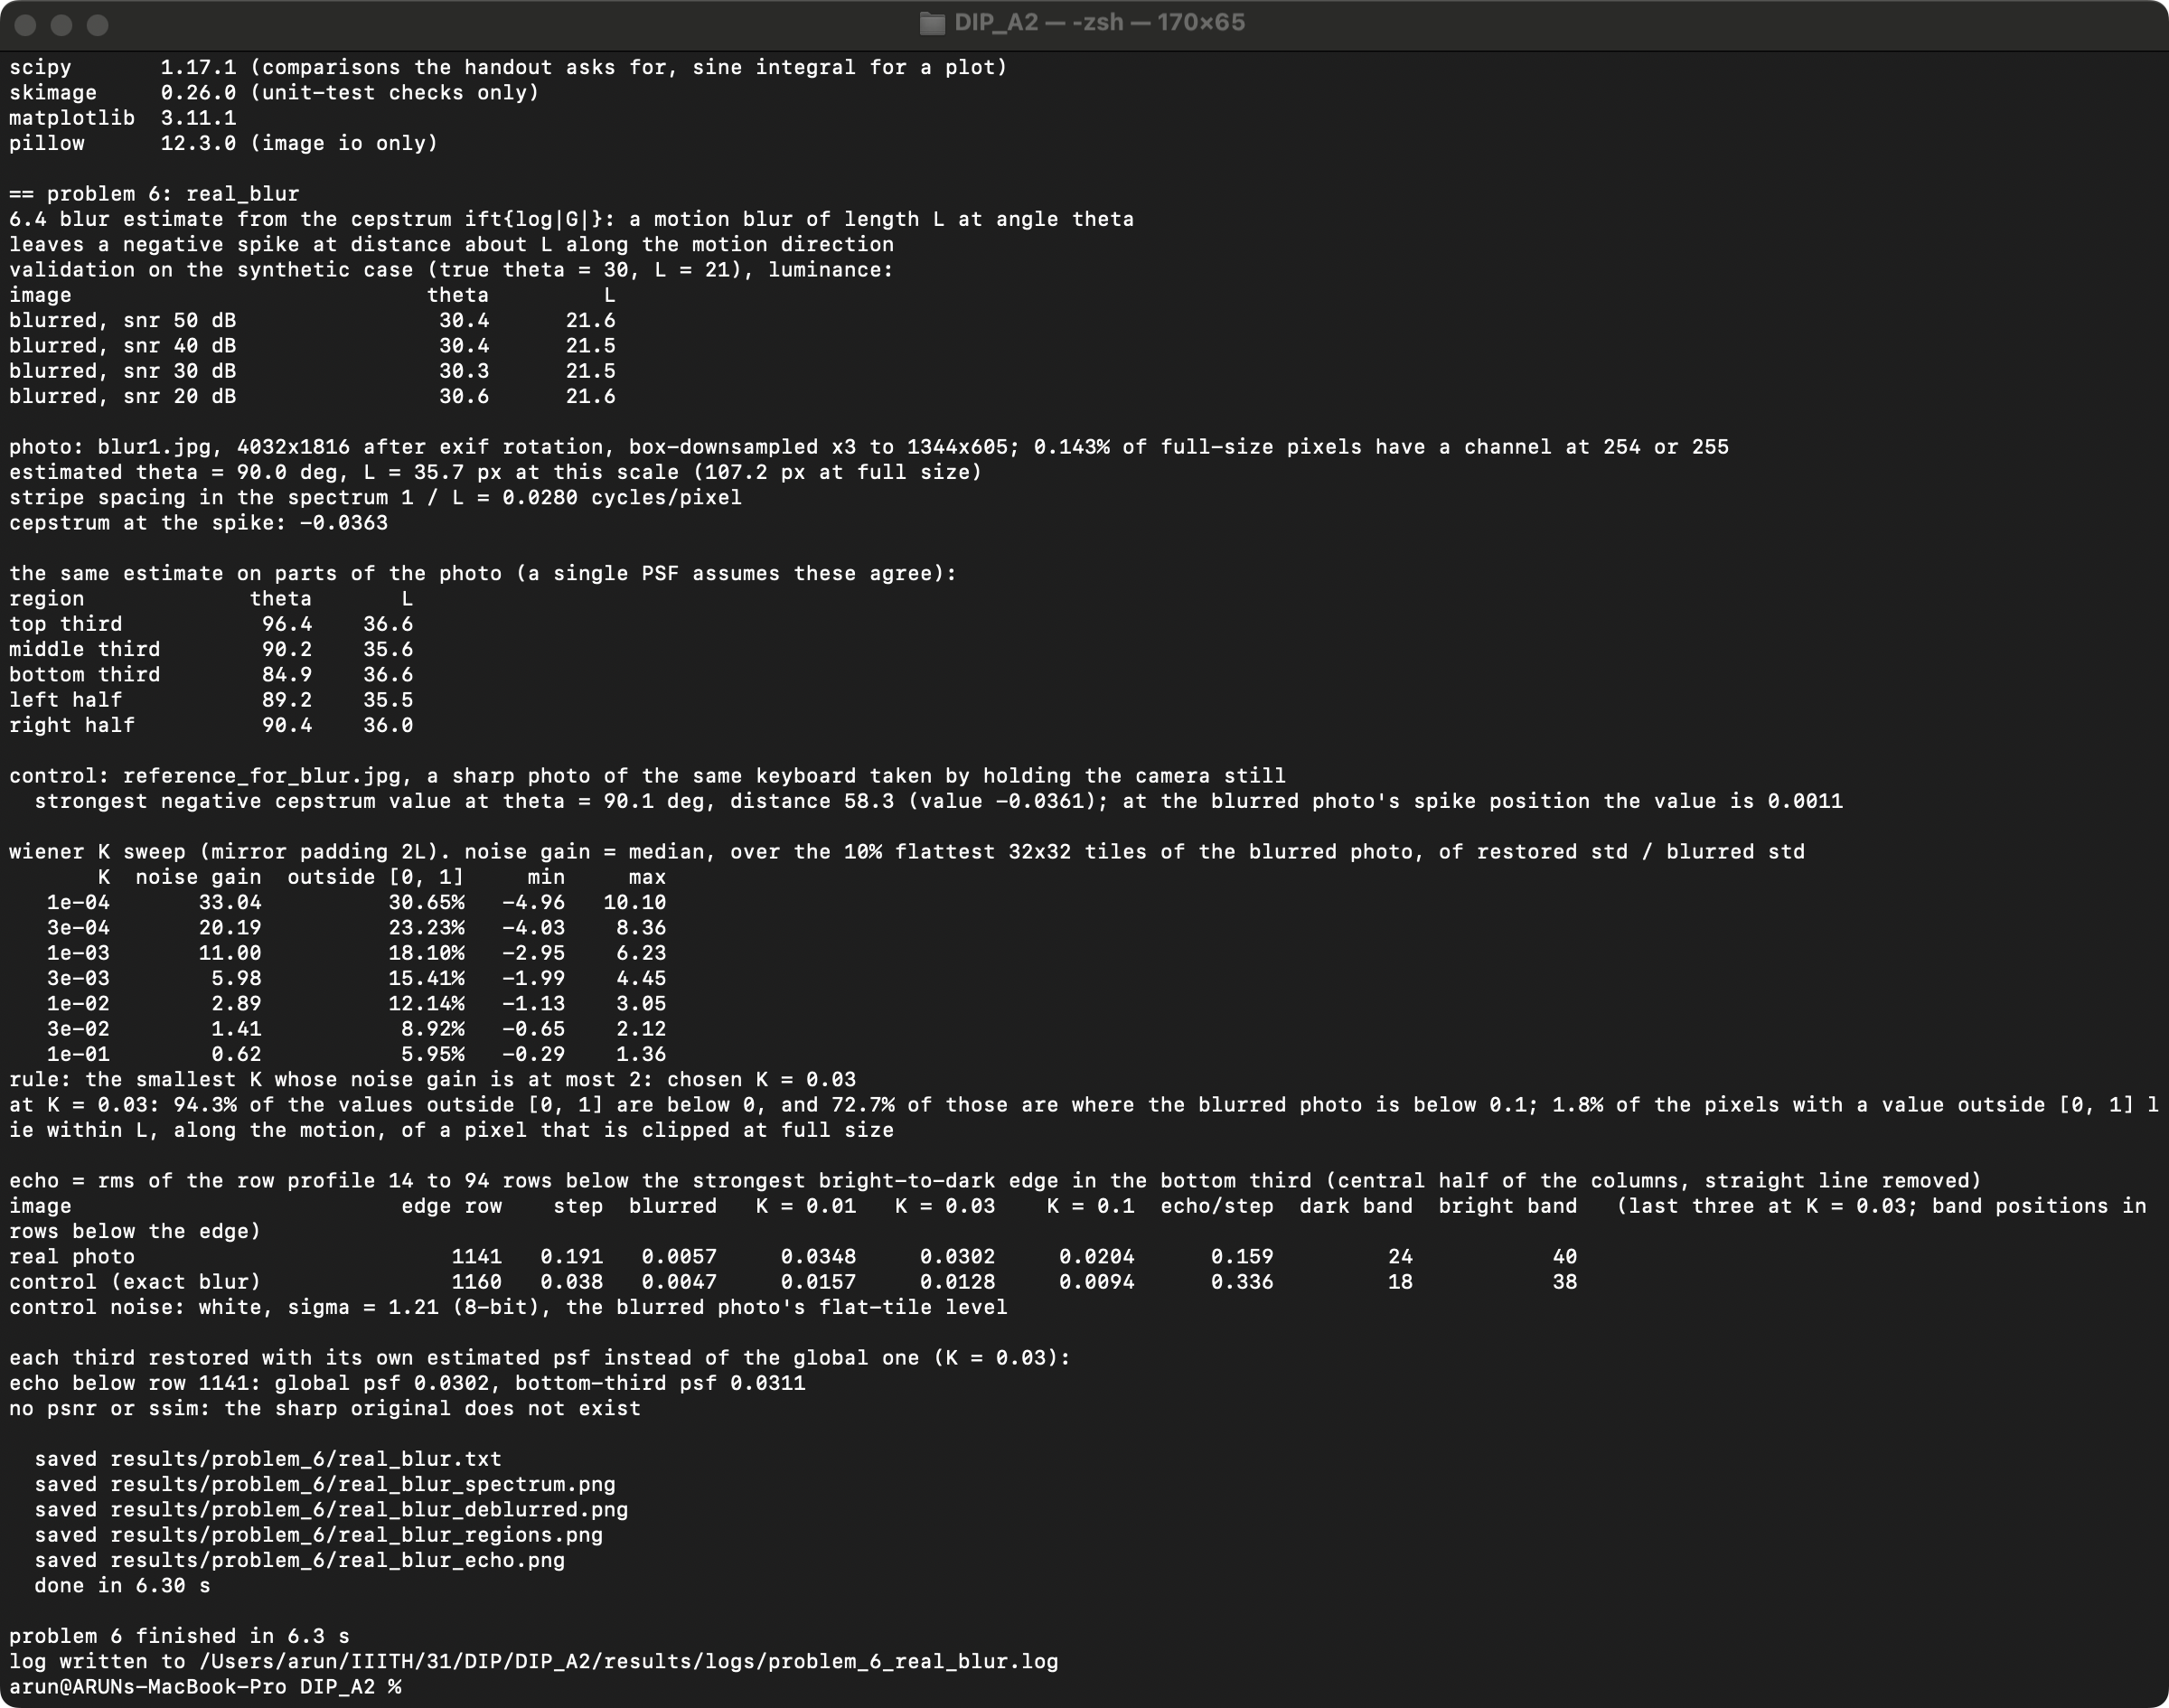 DIP_A2 — -zsh — 170×65
scipy       1.17.1 (comparisons the handout asks for, sine integral for a plot)
skimage     0.26.0 (unit-test checks only)
matplotlib  3.11.1
pillow      12.3.0 (image io only)

== problem 6: real_blur
6.4 blur estimate from the cepstrum ift{log|G|}: a motion blur of length L at angle theta
leaves a negative spike at distance about L along the motion direction
validation on the synthetic case (true theta = 30, L = 21), luminance:
image                            theta         L
blurred, snr 50 dB                30.4      21.6
blurred, snr 40 dB                30.4      21.5
blurred, snr 30 dB                30.3      21.5
blurred, snr 20 dB                30.6      21.6

photo: blur1.jpg, 4032x1816 after exif rotation, box-downsampled x3 to 1344x605; 0.143% of full-size pixels have a channel at 254 or 255
estimated theta = 90.0 deg, L = 35.7 px at this scale (107.2 px at full size)
stripe spacing in the spectrum 1 / L = 0.0280 cycles/pixel
cepstrum at the spike: -0.0363

the same estimate on parts of the photo (a single PSF assumes these agree):
region             theta       L
top third           96.4    36.6
middle third        90.2    35.6
bottom third        84.9    36.6
left half           89.2    35.5
right half          90.4    36.0

control: reference_for_blur.jpg, a sharp photo of the same keyboard taken by holding the camera still
  strongest negative cepstrum value at theta = 90.1 deg, distance 58.3 (value -0.0361); at the blurred photo's spike position the value is 0.0011

wiener K sweep (mirror padding 2L). noise gain = median, over the 10% flattest 32x32 tiles of the blurred photo, of restored std / blurred std
       K  noise gain  outside [0, 1]     min     max
   1e-04       33.04          30.65%   -4.96   10.10
   3e-04       20.19          23.23%   -4.03    8.36
   1e-03       11.00          18.10%   -2.95    6.23
   3e-03        5.98          15.41%   -1.99    4.45
   1e-02        2.89          12.14%   -1.13    3.05
   3e-02        1.41           8.92%   -0.65    2.12
   1e-01        0.62           5.95%   -0.29    1.36
rule: the smallest K whose noise gain is at most 2: chosen K = 0.03
at K = 0.03: 94.3% of the values outside [0, 1] are below 0, and 72.7% of those are where the blurred photo is below 0.1; 1.8% of the pixels with a value outside [0, 1] l
ie within L, along the motion, of a pixel that is clipped at full size

echo = rms of the row profile 14 to 94 rows below the strongest bright-to-dark edge in the bottom third (central half of the columns, straight line removed)
image                          edge row    step  blurred   K = 0.01   K = 0.03    K = 0.1  echo/step  dark band  bright band   (last three at K = 0.03; band positions in
rows below the edge)
real photo                         1141   0.191   0.0057     0.0348     0.0302     0.0204      0.159         24           40
control (exact blur)               1160   0.038   0.0047     0.0157     0.0128     0.0094      0.336         18           38
control noise: white, sigma = 1.21 (8-bit), the blurred photo's flat-tile level

each third restored with its own estimated psf instead of the global one (K = 0.03):
echo below row 1141: global psf 0.0302, bottom-third psf 0.0311
no psnr or ssim: the sharp original does not exist

  saved results/problem_6/real_blur.txt
  saved results/problem_6/real_blur_spectrum.png
  saved results/problem_6/real_blur_deblurred.png
  saved results/problem_6/real_blur_regions.png
  saved results/problem_6/real_blur_echo.png
  done in 6.30 s

problem 6 finished in 6.3 s
log written to /Users/arun/IIITH/31/DIP/DIP_A2/results/logs/problem_6_real_blur.log
arun@ARUNs-MacBook-Pro DIP_A2 %